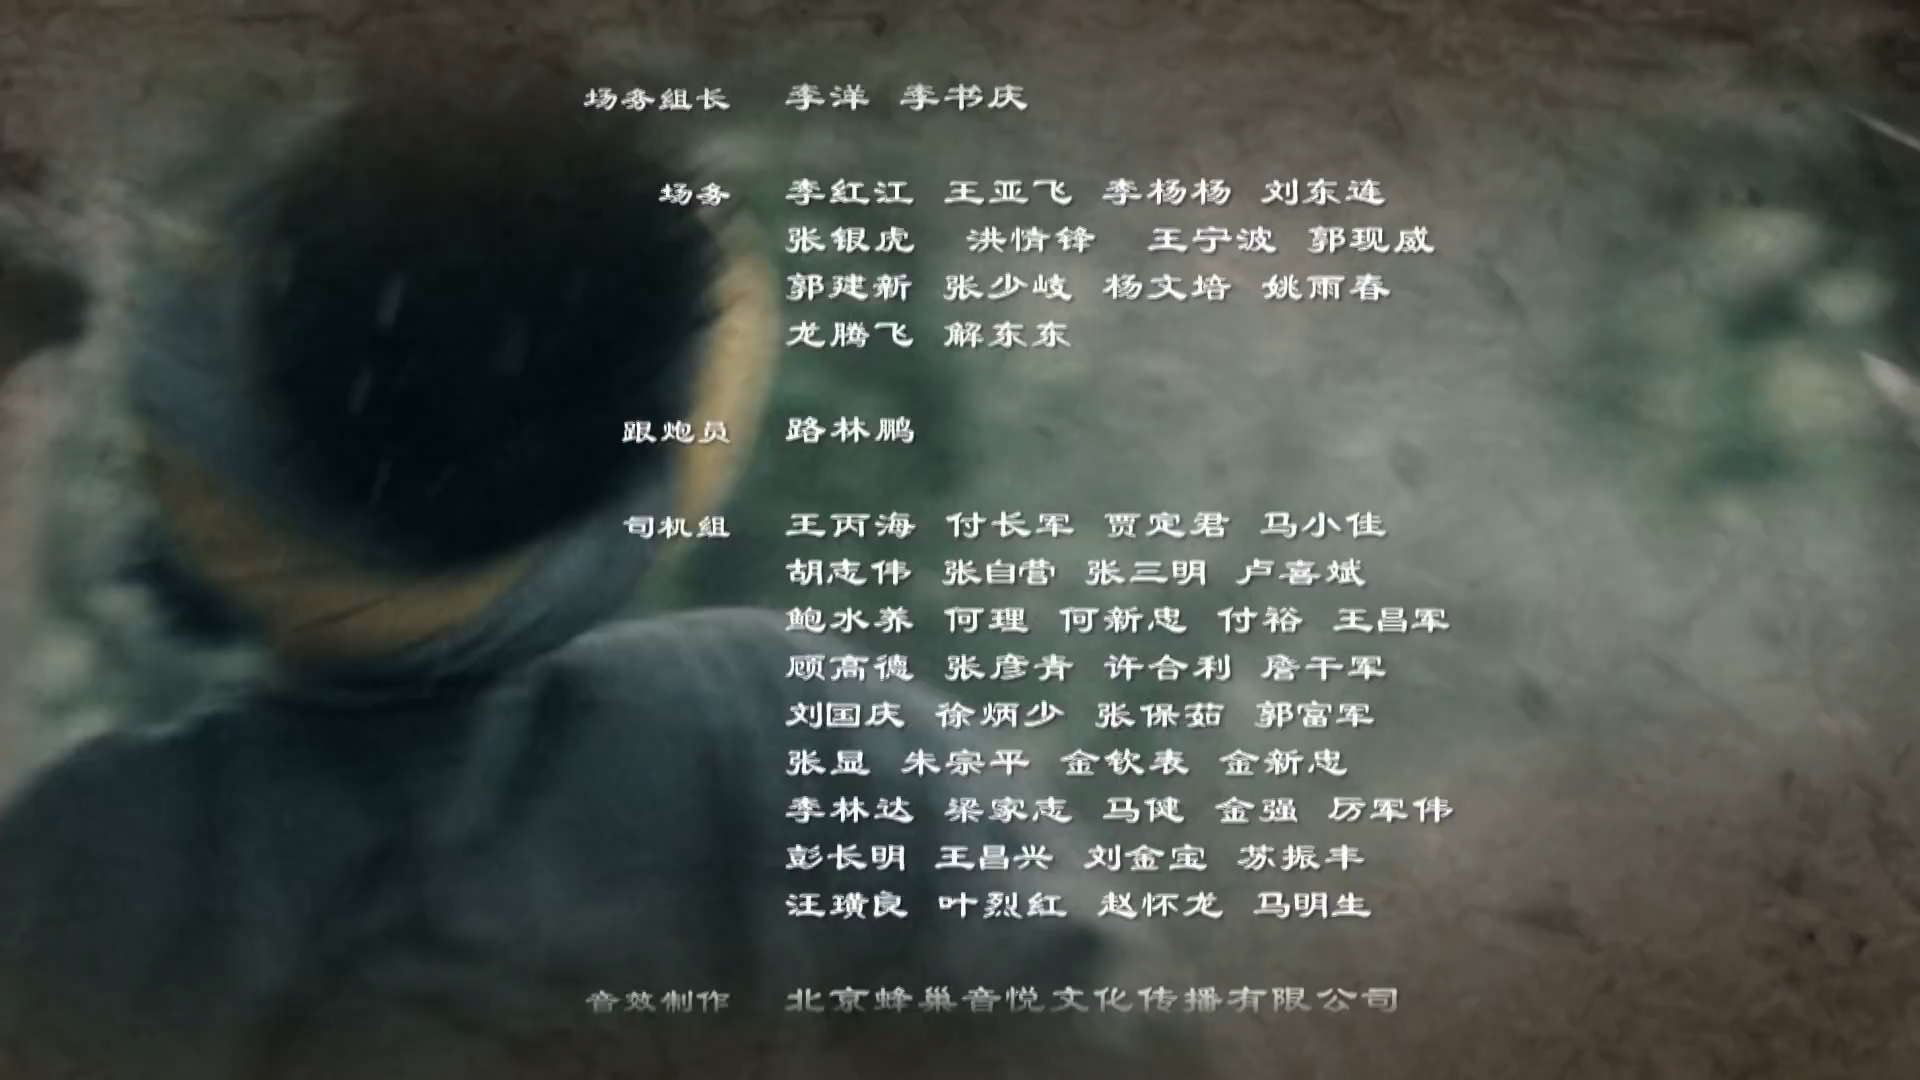 场务组长 李洋 李书庆
场务 李红江 王亚飞 李杨杨 刘东连
张银虎 洪情锋 王宁波 郭现威
郭建新 张少岐 杨文培 姚雨春
龙腾飞 解东东
跟炮员 路林鹏
司机组 王丙海 付长军 贾定君 马小佳
胡志伟 张自营 张三明 卢喜斌
鲍水养 何理 何新忠 付裕 王昌军
顾高德 张彦青 许合利 詹干军
刘国庆 徐炳少 张保茹 郭富军
张显 朱宗平 金钦表 金新忠
李林达 梁家志 马健 金强 厉军伟
彭长明 王昌兴 刘金宝 苏振丰
汪璜良 叶烈红 赵怀龙 马明生
音效制作 北京蜂巢音悦文化传播有限公司